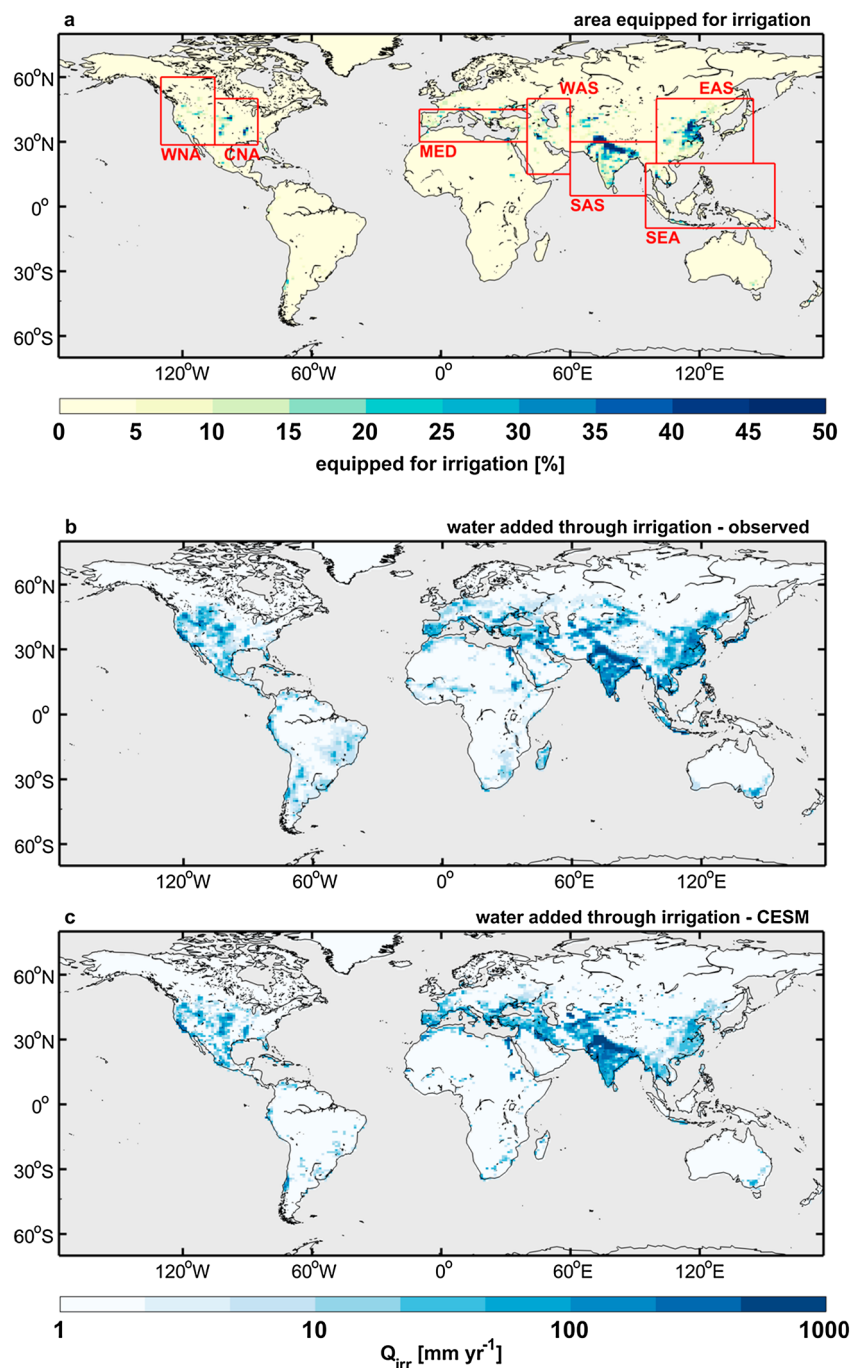 a area equipped for irrigation
60°N
30°N
0°
30°S
60°S
WNA CNA MED WAS EAS SAS SEA
120°W 60°W 0° 60°E 120°E
0 5 10 15 20 25 30 35 40 45 50
equipped for irrigation [%]
b water added through irrigation - observed
60°N
30°N
0°
30°S
60°S
120°W 60°W 0° 60°E 120°E
c water added through irrigation - CESM
60°N
30°N
0°
30°S
60°S
120°W 60°W 0° 60°E 120°E
1 10 100 1000
Qirr [mm yr-1]